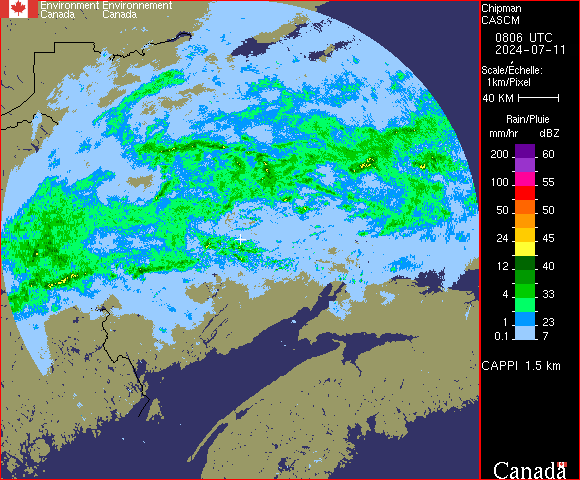 Environment Environnement
Canada Canada
Chipman
CASCM
0806 UTC
2024-07-11
Scale/Échelle:
1km/Pixel
40 KM
Rain/Pluie
mm/hr dBZ
200 60
100 55
50 50
24 45
12 40
4 33
1 23
0.1 7
CAPPI 1.5 km
Canada